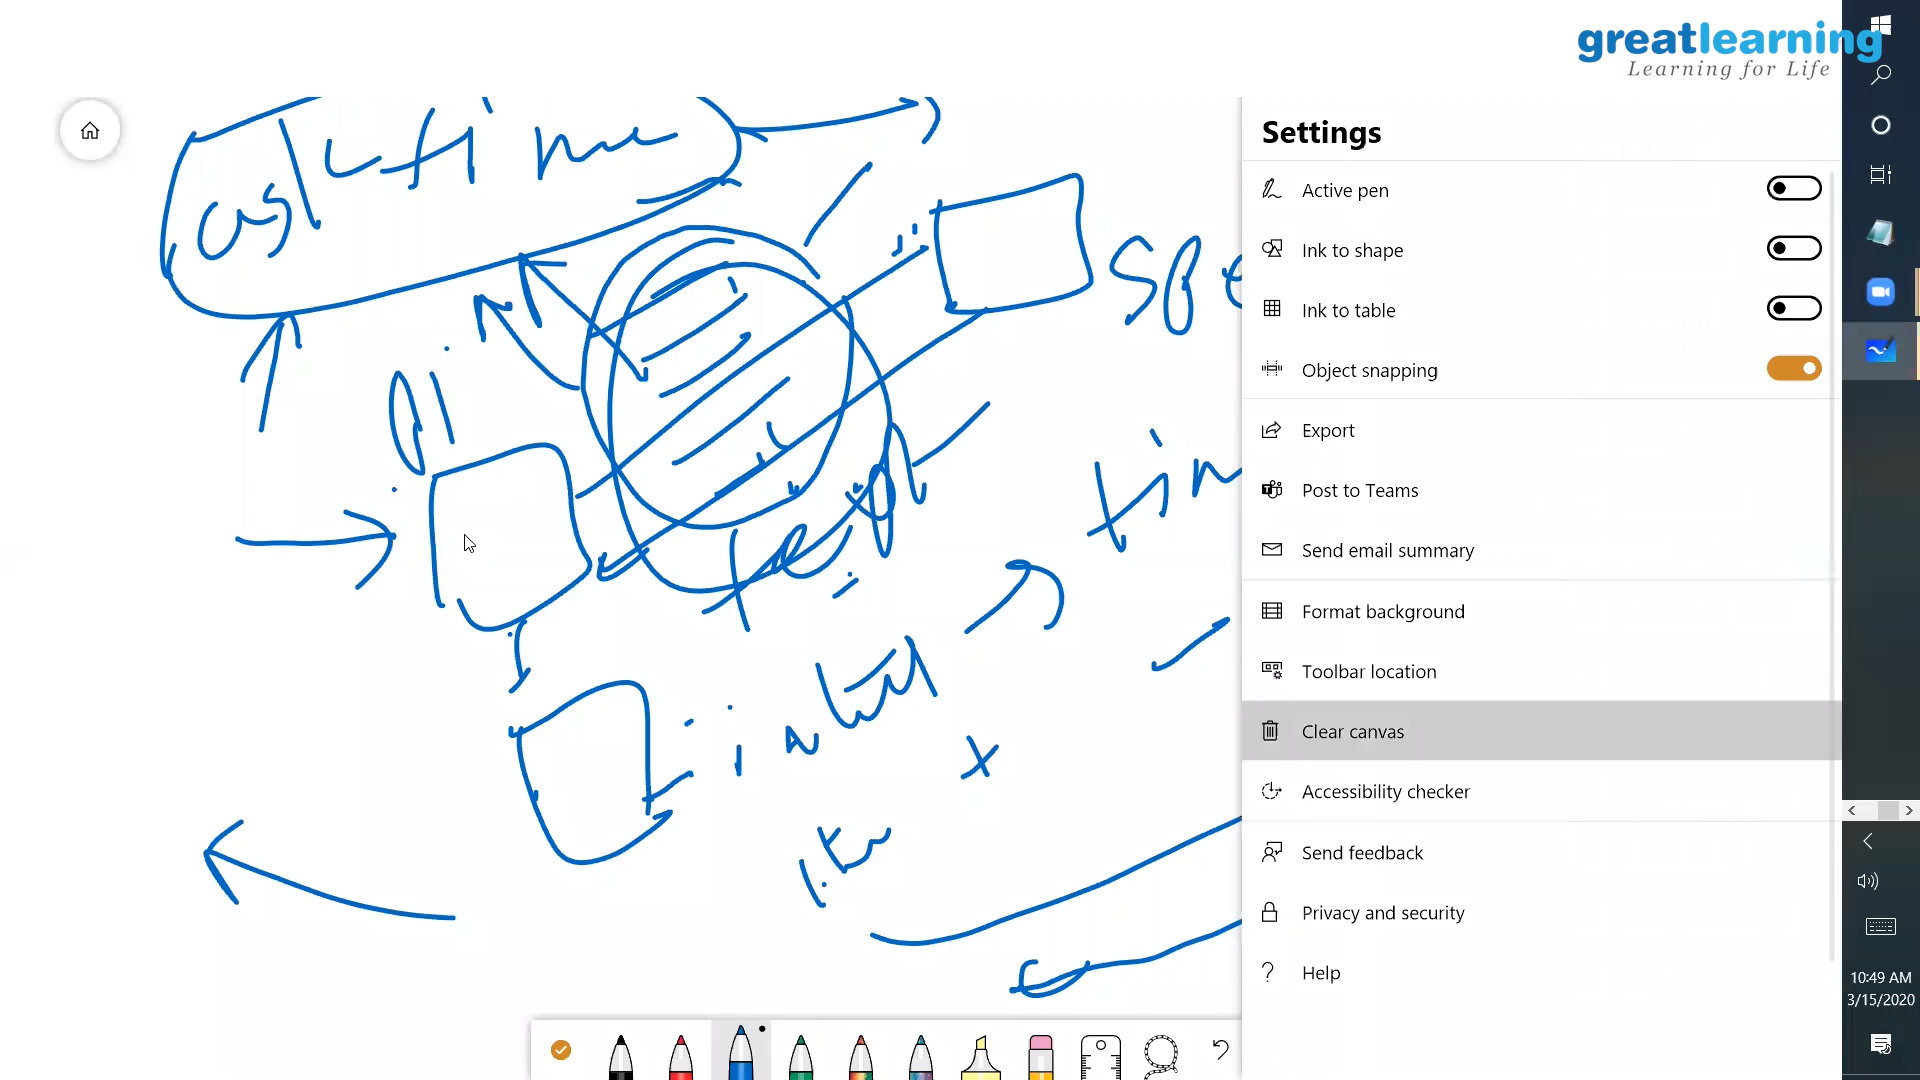 greatlearning
Learning for Life
Settings
Active pen
Ink to shape
Ink to table
Object snapping
Export
Post to Teams
Send email summary
Format background
Toolbar location
Clear canvas
Accessibility checker
Send feedback
Privacy and security
Help
10:49 AM
3/15/2020